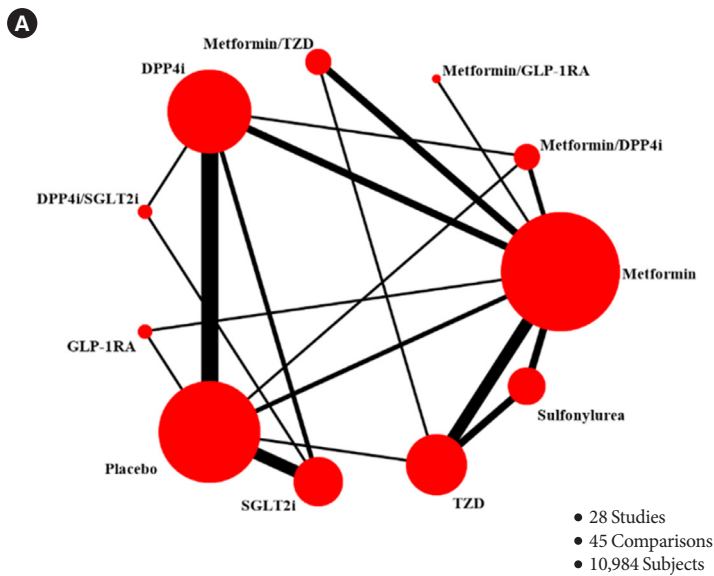 A
Metformin/TZD
DPP4i
Metformin/GLP-1RA
Metformin/DPP4i
DPP4i/SGLT2i
Metformin
GLP-1RA
Sulfonylurea
Placebo
SGLT2i
TZD
• 28 Studies
• 45 Comparisons
• 10,984 Subjects